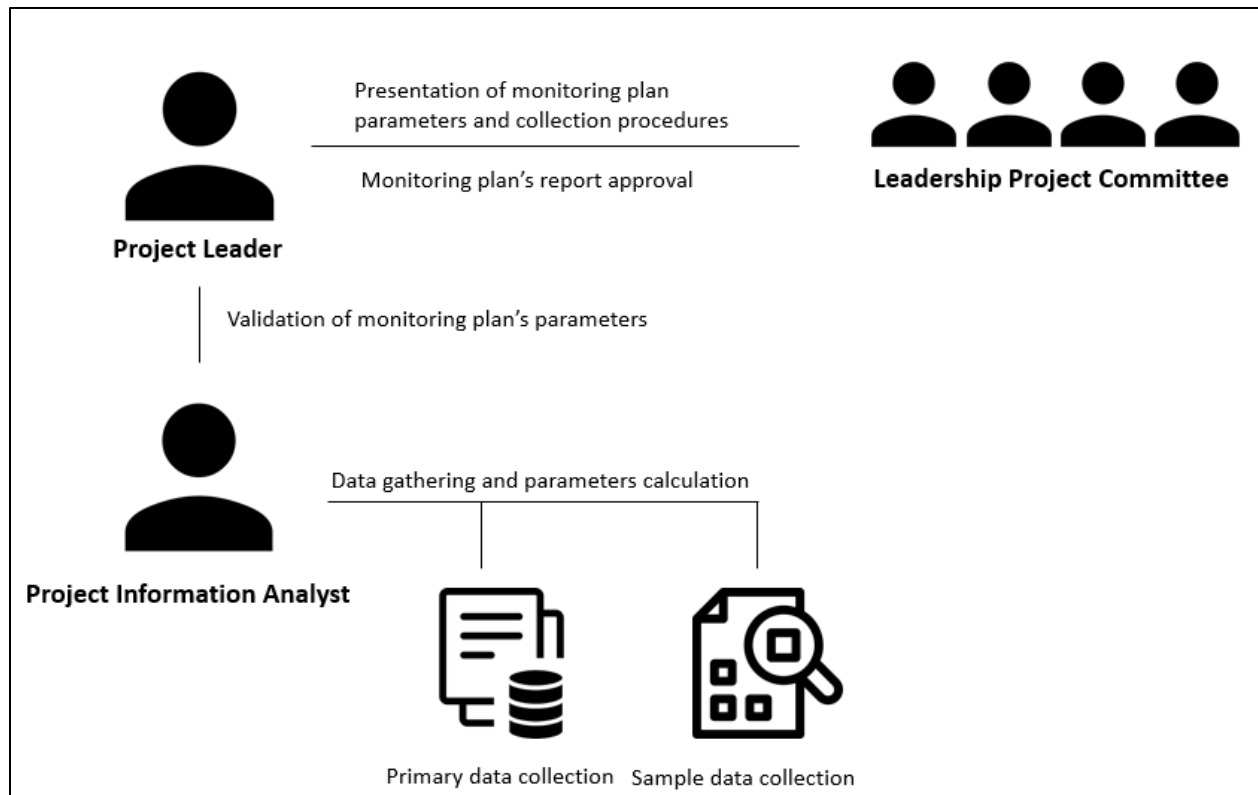 Presentation of monitoring plan
parameters and collection procedures
Monitoring plan’s report approval
Leadership Project Committee
Project Leader
Validation of monitoring plan’s parameters
Data gathering and parameters calculation
Project Information Analyst
Primary data collection
Sample data collection